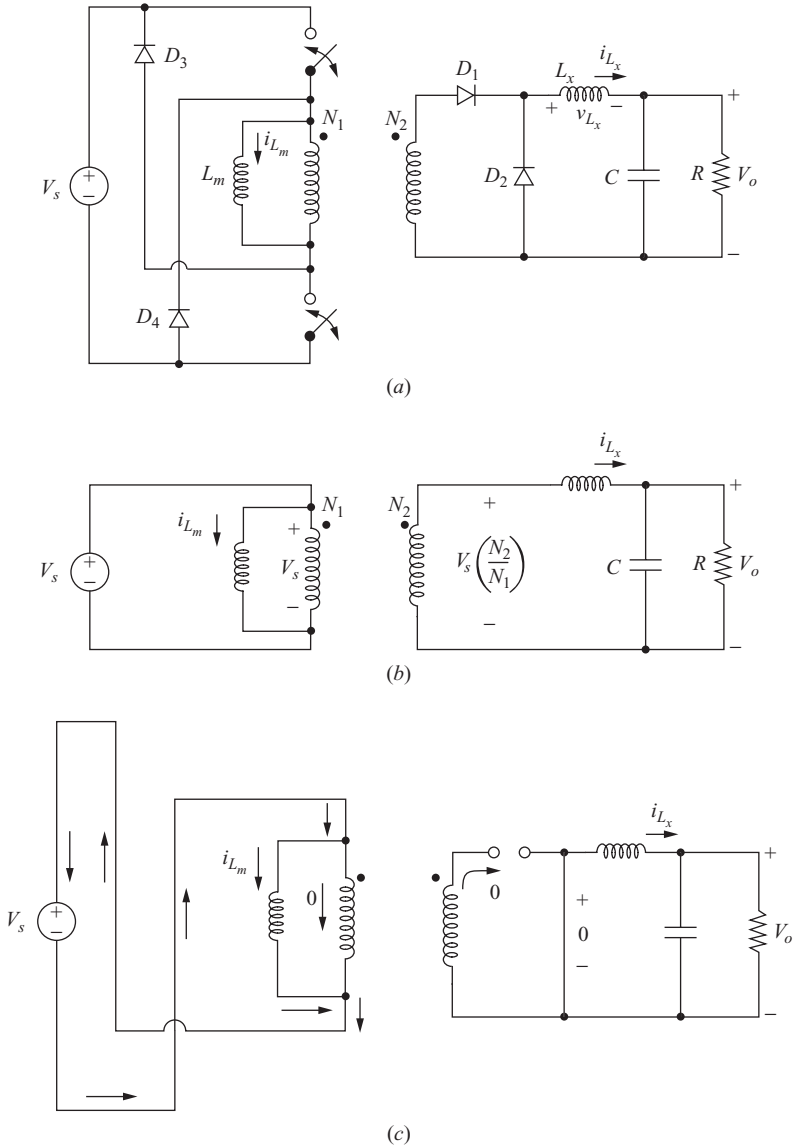 D3
D1
Lx
iLx
+
−
vLx
N1
iLm
Lm
N2
Vs
+
−
D2
C
R
+
Vo
−
D4
(a)
iLm
N1
Vs
+
−
+
Vs
−
N2
+
Vs(N2/N1)
−
iLx
C
R
+
Vo
−
(b)
Vs
+
−
iLm
0
0
+
0
−
iLx
+
Vo
−
(c)